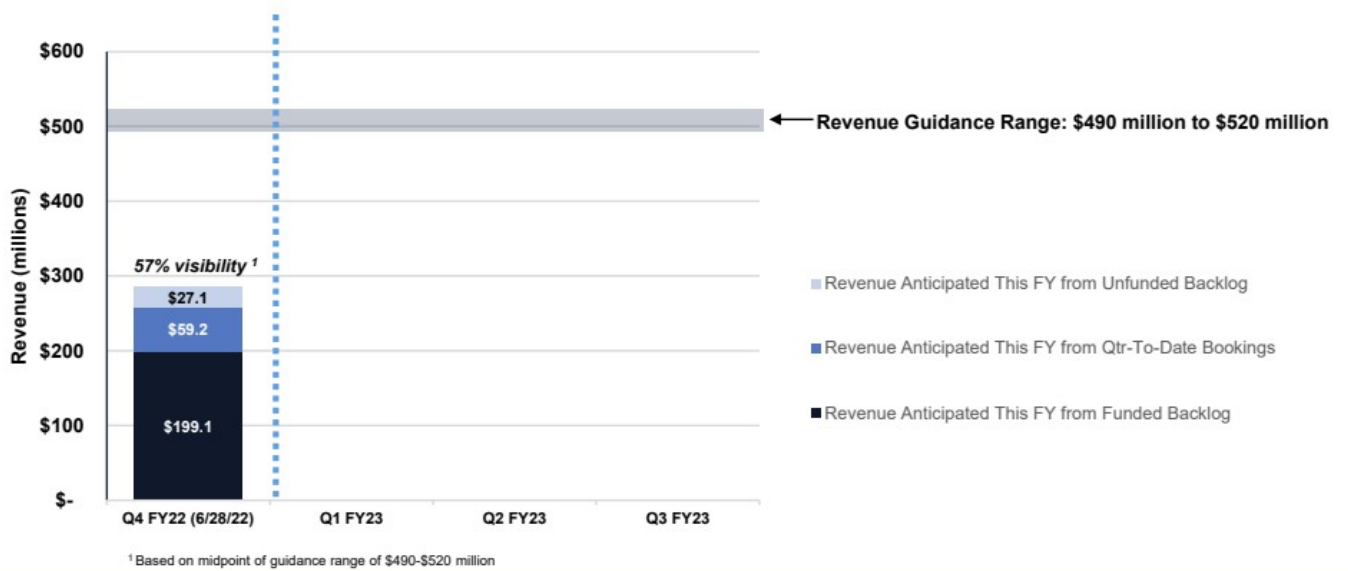 $600
$500
$400
$300
$200
$100
$-
Revenue (millions)
Revenue Guidance Range: $490 million to $520 million
57% visibility ¹
$27.1
$59.2
$199.1
Revenue Anticipated This FY from Unfunded Backlog
Revenue Anticipated This FY from Qtr-To-Date Bookings
Revenue Anticipated This FY from Funded Backlog
Q4 FY22 (6/28/22)
Q1 FY23
Q2 FY23
Q3 FY23
¹ Based on midpoint of guidance range of $490-$520 million